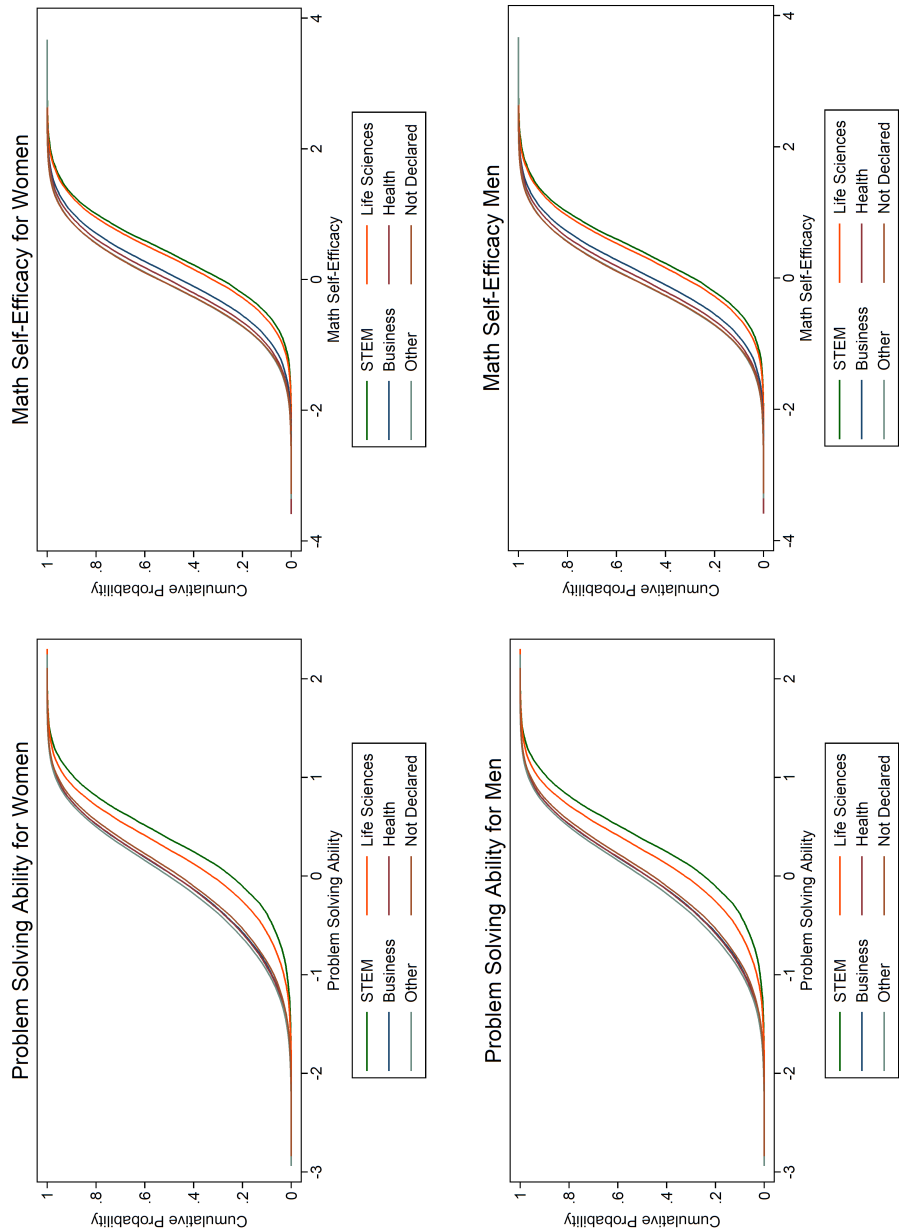 Problem Solving Ability for Women
Cumulative Probability
1
.8
.6
.4
.2
0
-3 -2 -1 0 1 2
Problem Solving Ability
STEM Life Sciences
Business Health
Other Not Declared
Math Self-Efficacy for Women
Cumulative Probability
1
.8
.6
.4
.2
0
-4 -2 0 2 4
Math Self-Efficacy
STEM Life Sciences
Business Health
Other Not Declared
Problem Solving Ability for Men
Cumulative Probability
1
.8
.6
.4
.2
0
-3 -2 -1 0 1 2
Problem Solving Ability
STEM Life Sciences
Business Health
Other Not Declared
Math Self-Efficacy Men
Cumulative Probability
1
.8
.6
.4
.2
0
-4 -2 0 2 4
Math Self-Efficacy
STEM Life Sciences
Business Health
Other Not Declared